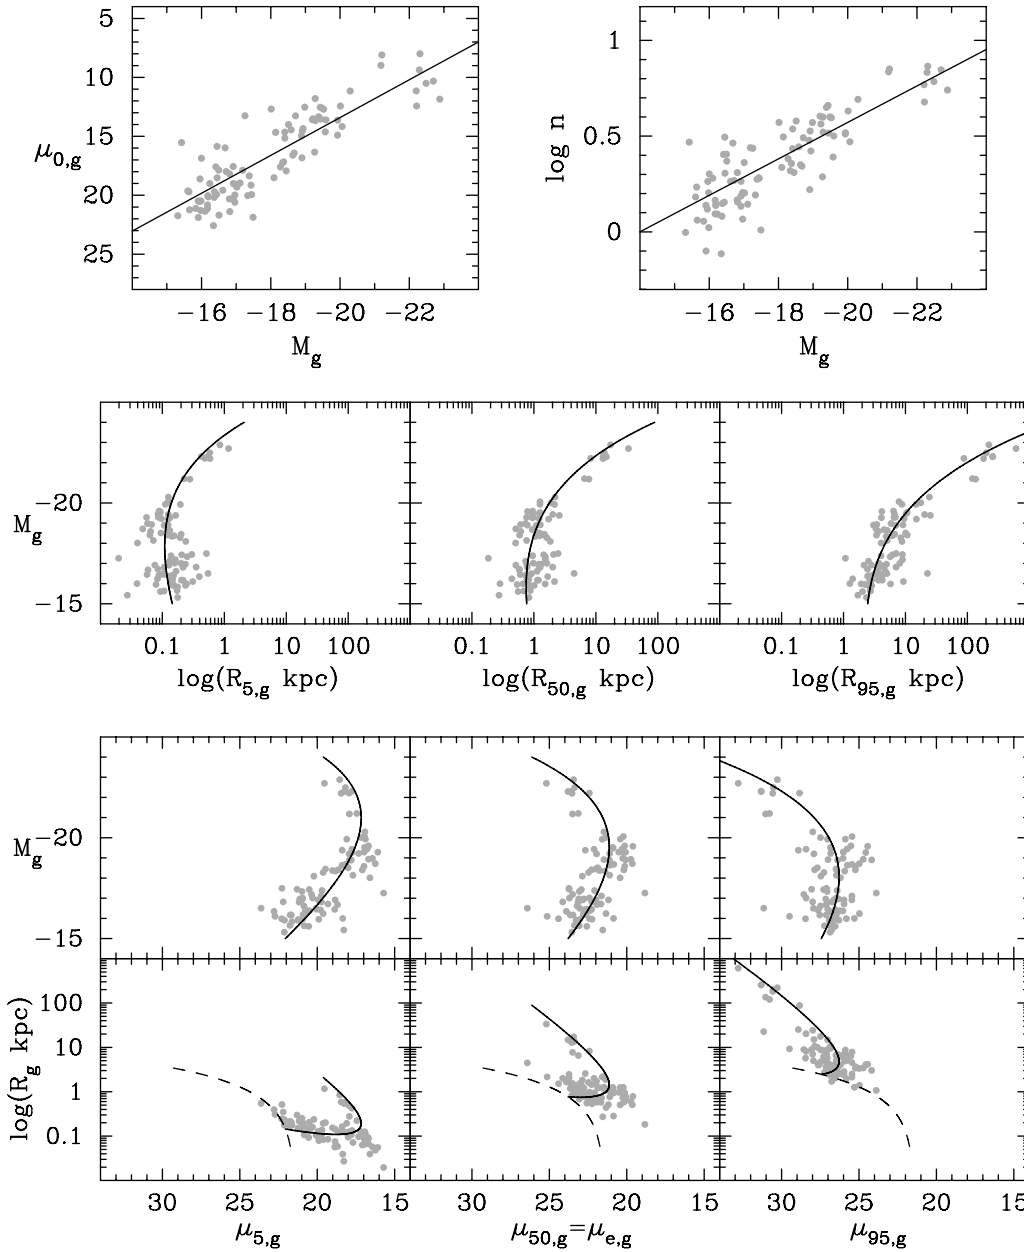 5
10
μ0,g 15
20
25
−16 −18 −20 −22
Mg
1
log n 0.5
0
−16 −18 −20 −22
Mg
Mg −20
−15
0.1 1 10 100 0.1 1 10 100 0.1 1 10 100
log(R5,g kpc) log(R50,g kpc) log(R95,g kpc)
Mg −20
−15
log(Rg kpc)
100
10
1
0.1
30 25 20 15 30 25 20 15 30 25 20 15
μ5,g μ50,g=μe,g μ95,g